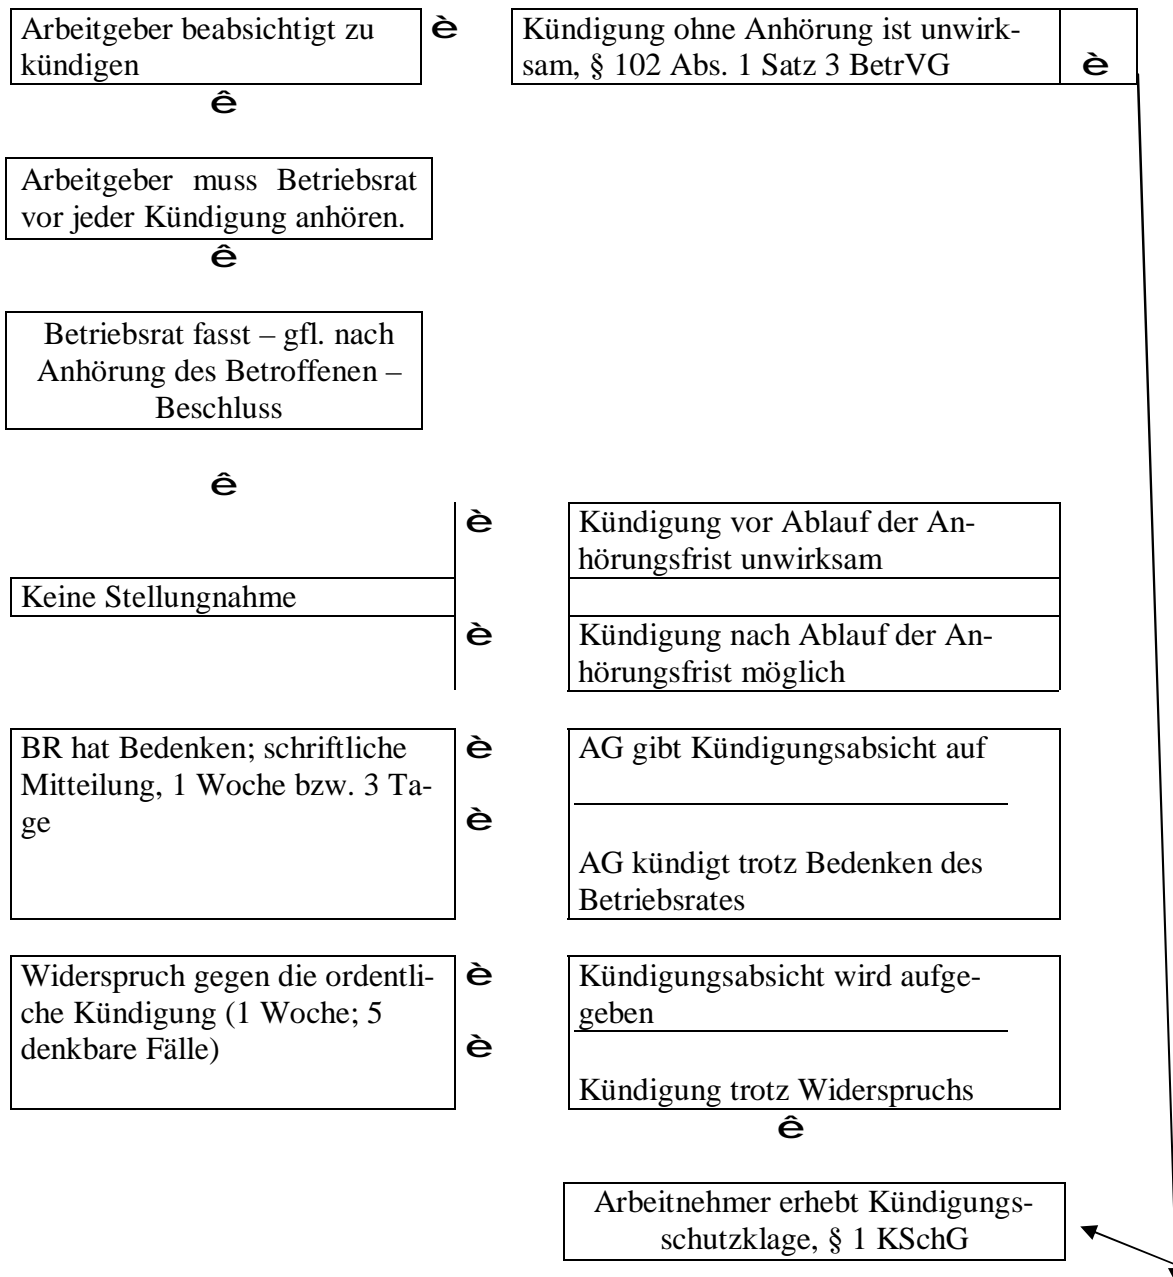 Arbeitgeber beabsichtigt zu
kündigen
è
Kündigung ohne Anhörung ist unwirk-
sam, § 102 Abs. 1 Satz 3 BetrVG
è
ê
Arbeitgeber muss Betriebsrat
vor jeder Kündigung anhören.
ê
Betriebsrat fasst – gfl. nach
Anhörung des Betroffenen –
Beschluss
ê
è
Kündigung vor Ablauf der An-
hörungsfrist unwirksam
Keine Stellungnahme
è
Kündigung nach Ablauf der An-
hörungsfrist möglich
BR hat Bedenken; schriftliche
Mitteilung, 1 Woche bzw. 3 Ta-
ge
è
è
AG gibt Kündigungsabsicht auf
AG kündigt trotz Bedenken des
Betriebsrates
Widerspruch gegen die ordentli-
che Kündigung (1 Woche; 5
denkbare Fälle)
è
è
Kündigungsabsicht wird aufge-
geben
Kündigung trotz Widerspruchs
ê
Arbeitnehmer erhebt Kündigungs-
schutzklage, § 1 KSchG